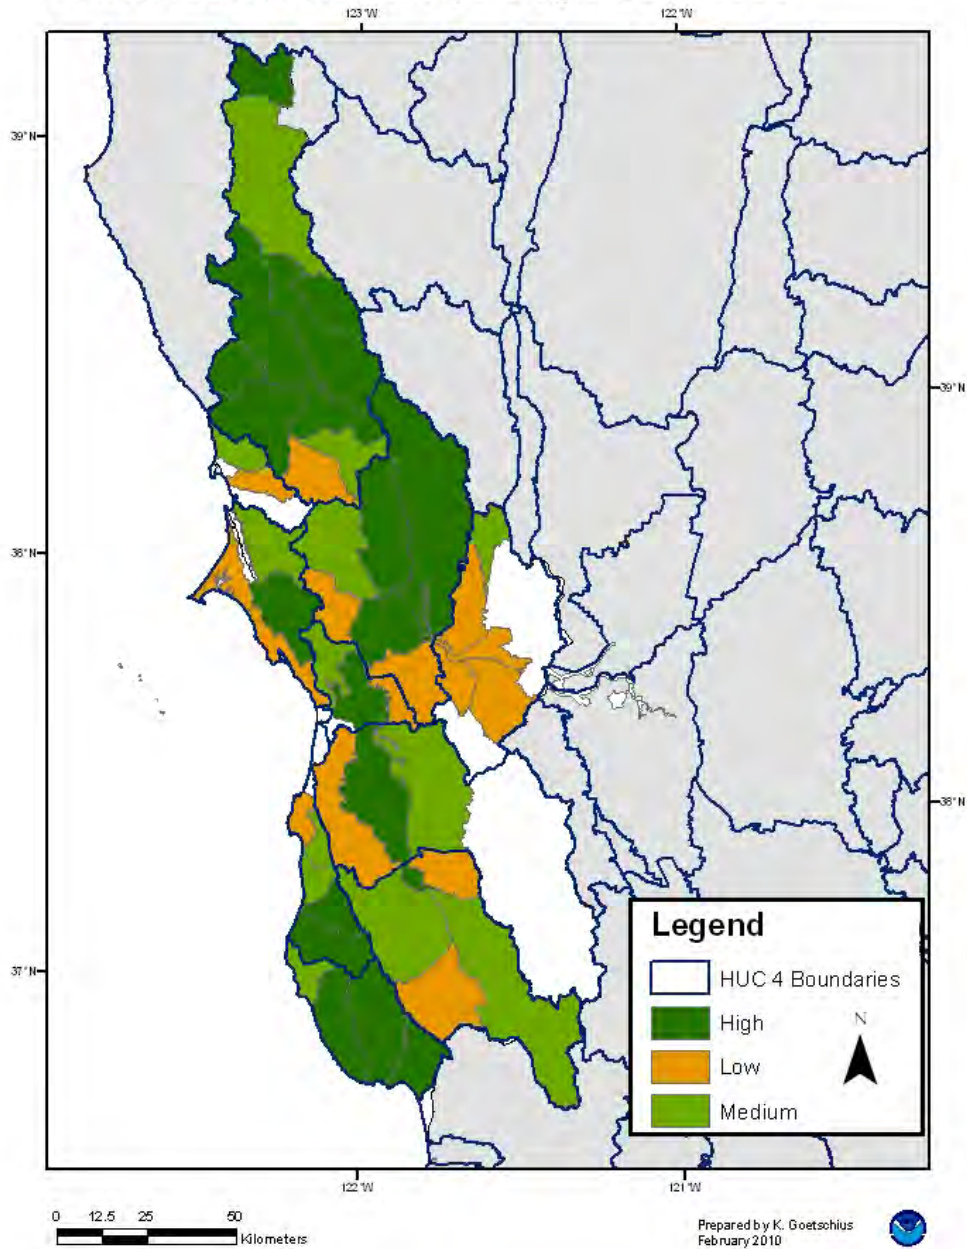 123°W 122°W
39°N
39°N
38°N
38°N
37°N
Legend
HUC 4 Boundaries
High
Low
Medium
N
122°W 121°W
0 12.5 25 50
Kilometers
Prepared by K. Goetschius
February 2010